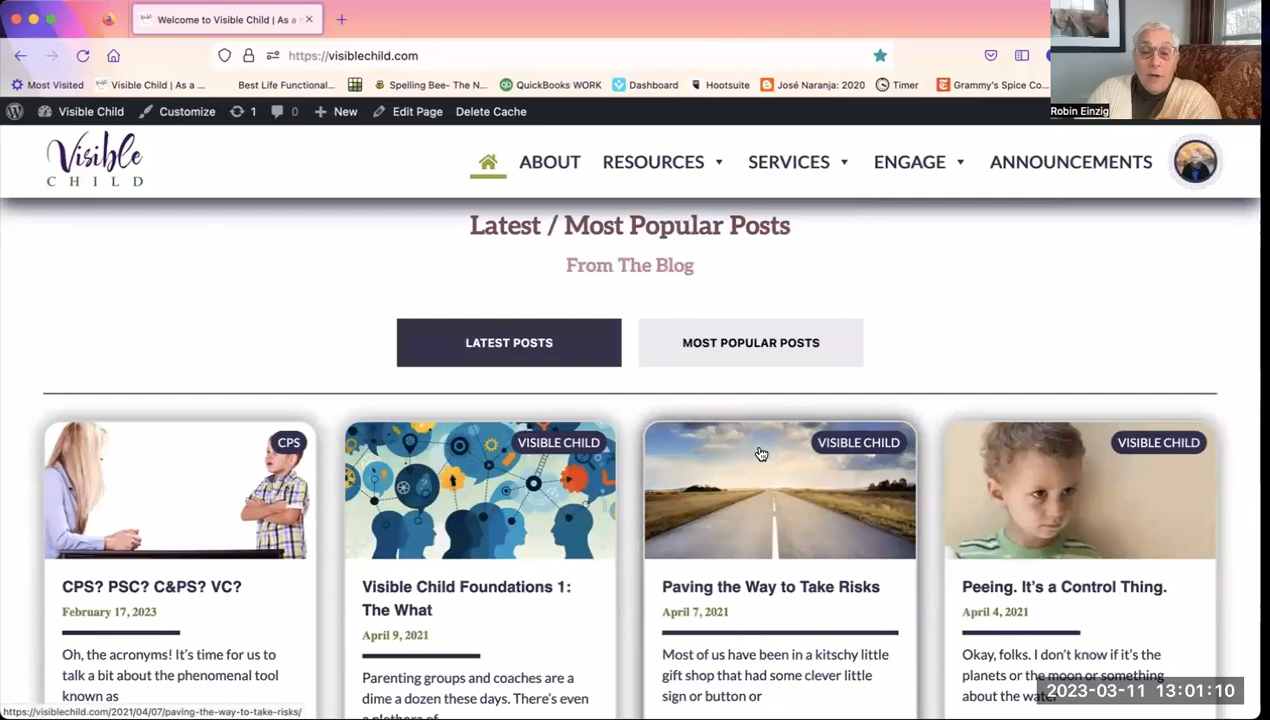 Welcome to Visible Child | As a
https://visiblechild.com
Most Visited
Visible Child | As a ...
Best Life Functional...
Spelling Bee- The N...
QuickBooks WORK
Dashboard
Hootsuite
José Naranja: 2020
Timer
Grammy's Spice Co...
Robin Einzig
Visible Child
Customize
1
0
New
Edit Page
Delete Cache
Visible
CHILD
ABOUT
RESOURCES
SERVICES
ENGAGE
ANNOUNCEMENTS
Latest / Most Popular Posts
From The Blog
LATEST POSTS
MOST POPULAR POSTS
CPS
CPS? PSC? C&PS? VC?
February 17, 2023
Oh, the acronyms! It's time for us to
talk a bit about the phenomenal tool
known as
VISIBLE CHILD
Visible Child Foundations 1:
The What
April 9, 2021
Parenting groups and coaches are a
dime a dozen these days. There's even
a plethora of
VISIBLE CHILD
Paving the Way to Take Risks
April 7, 2021
Most of us have been in a kitschy little
gift shop that had some clever little
sign or button or
VISIBLE CHILD
Peeing. It's a Control Thing.
April 4, 2021
Okay, folks. I don't know if it's the
planets or the moon or something
about the water
2023-03-11 13:01:10
https://visiblechild.com/2021/04/07/paving-the-way-to-take-risks/